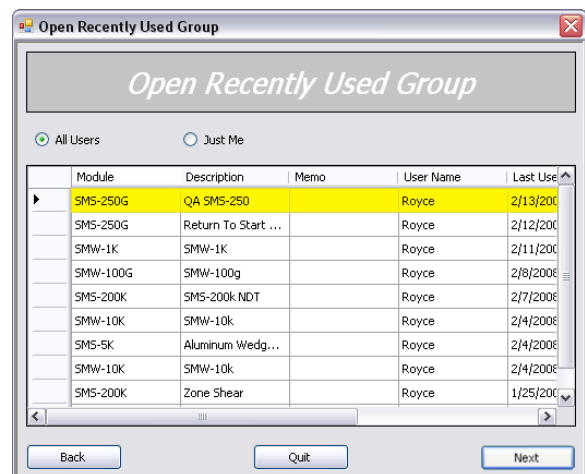 Open Recently Used Group
Open Recently Used Group
All Users Just Me
Module Description Memo User Name Last Use
SMS-250G QA SMS-250 Royce 2/13/200
SMS-250G Return To Start ... Royce 2/12/200
SMW-1K SMW-1K Royce 2/11/200
SMW-100G SMW-100g Royce 2/8/2008
SMS-200K SMS-200k NDT Royce 2/7/2008
SMW-10K SMW-10k Royce 2/4/2008
SMS-5K Aluminum Wedg... Royce 2/4/2008
SMW-10K SMW-10k Royce 2/4/2008
SMS-200K Zone Shear Royce 1/25/200
Back Quit Next